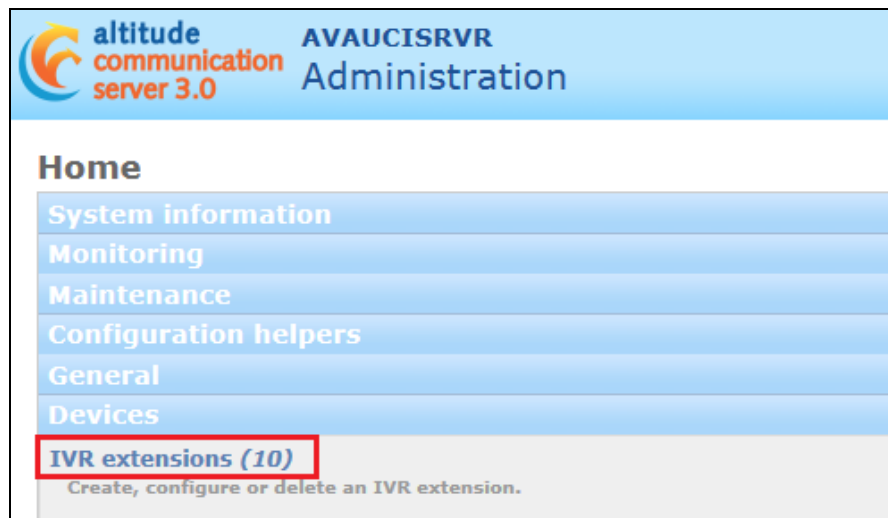 altitude
communication
server 3.0
AVAUCISRVR
Administration
Home
System information
Monitoring
Maintenance
Configuration helpers
General
Devices
IVR extensions (10)
Create, configure or delete an IVR extension.